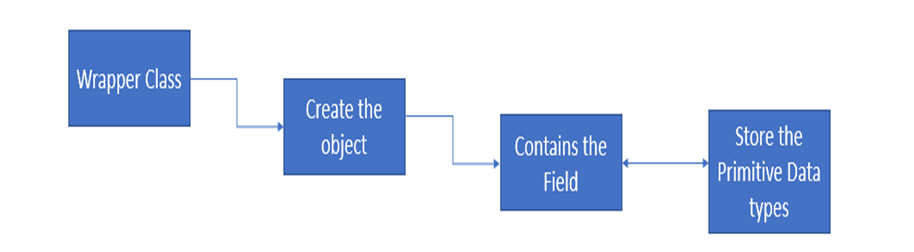 Wrapper Class
Create the
object
Contains the
Field
Store the
Primitive Data
types